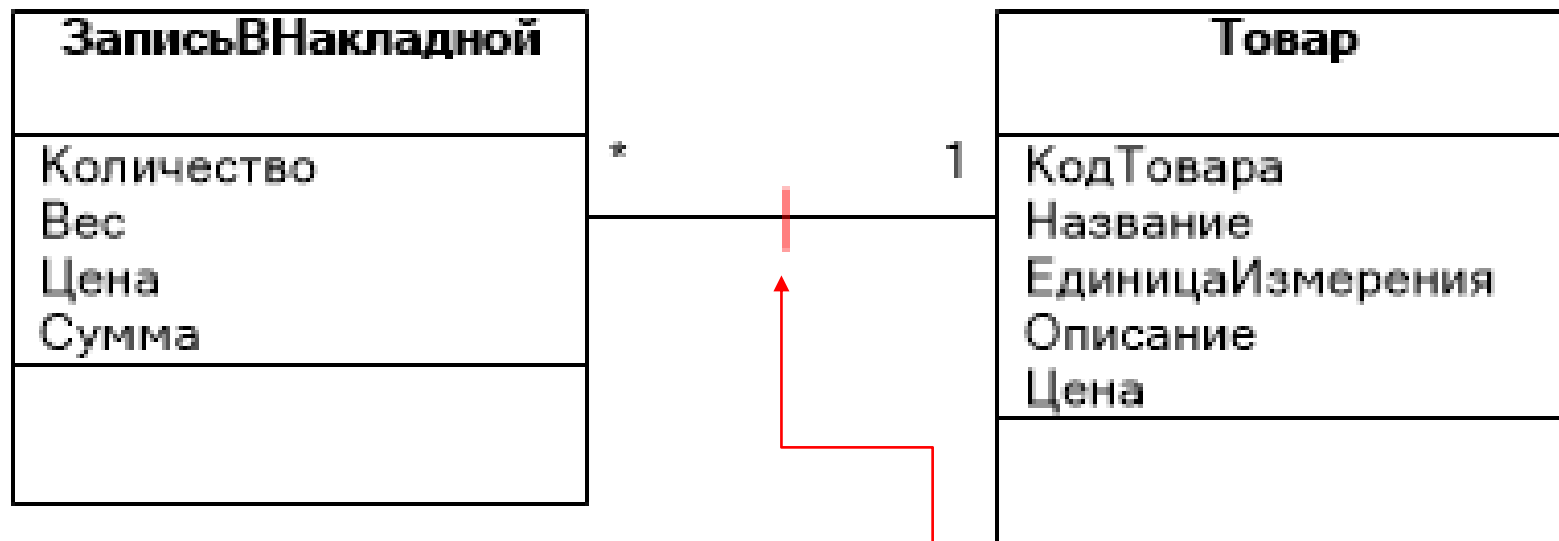 ЗаписьВНакладной
Количество
Вес
Цена
Сумма
* 1
Товар
КодТовара
Название
ЕдиницаИзмерения
Описание
Цена